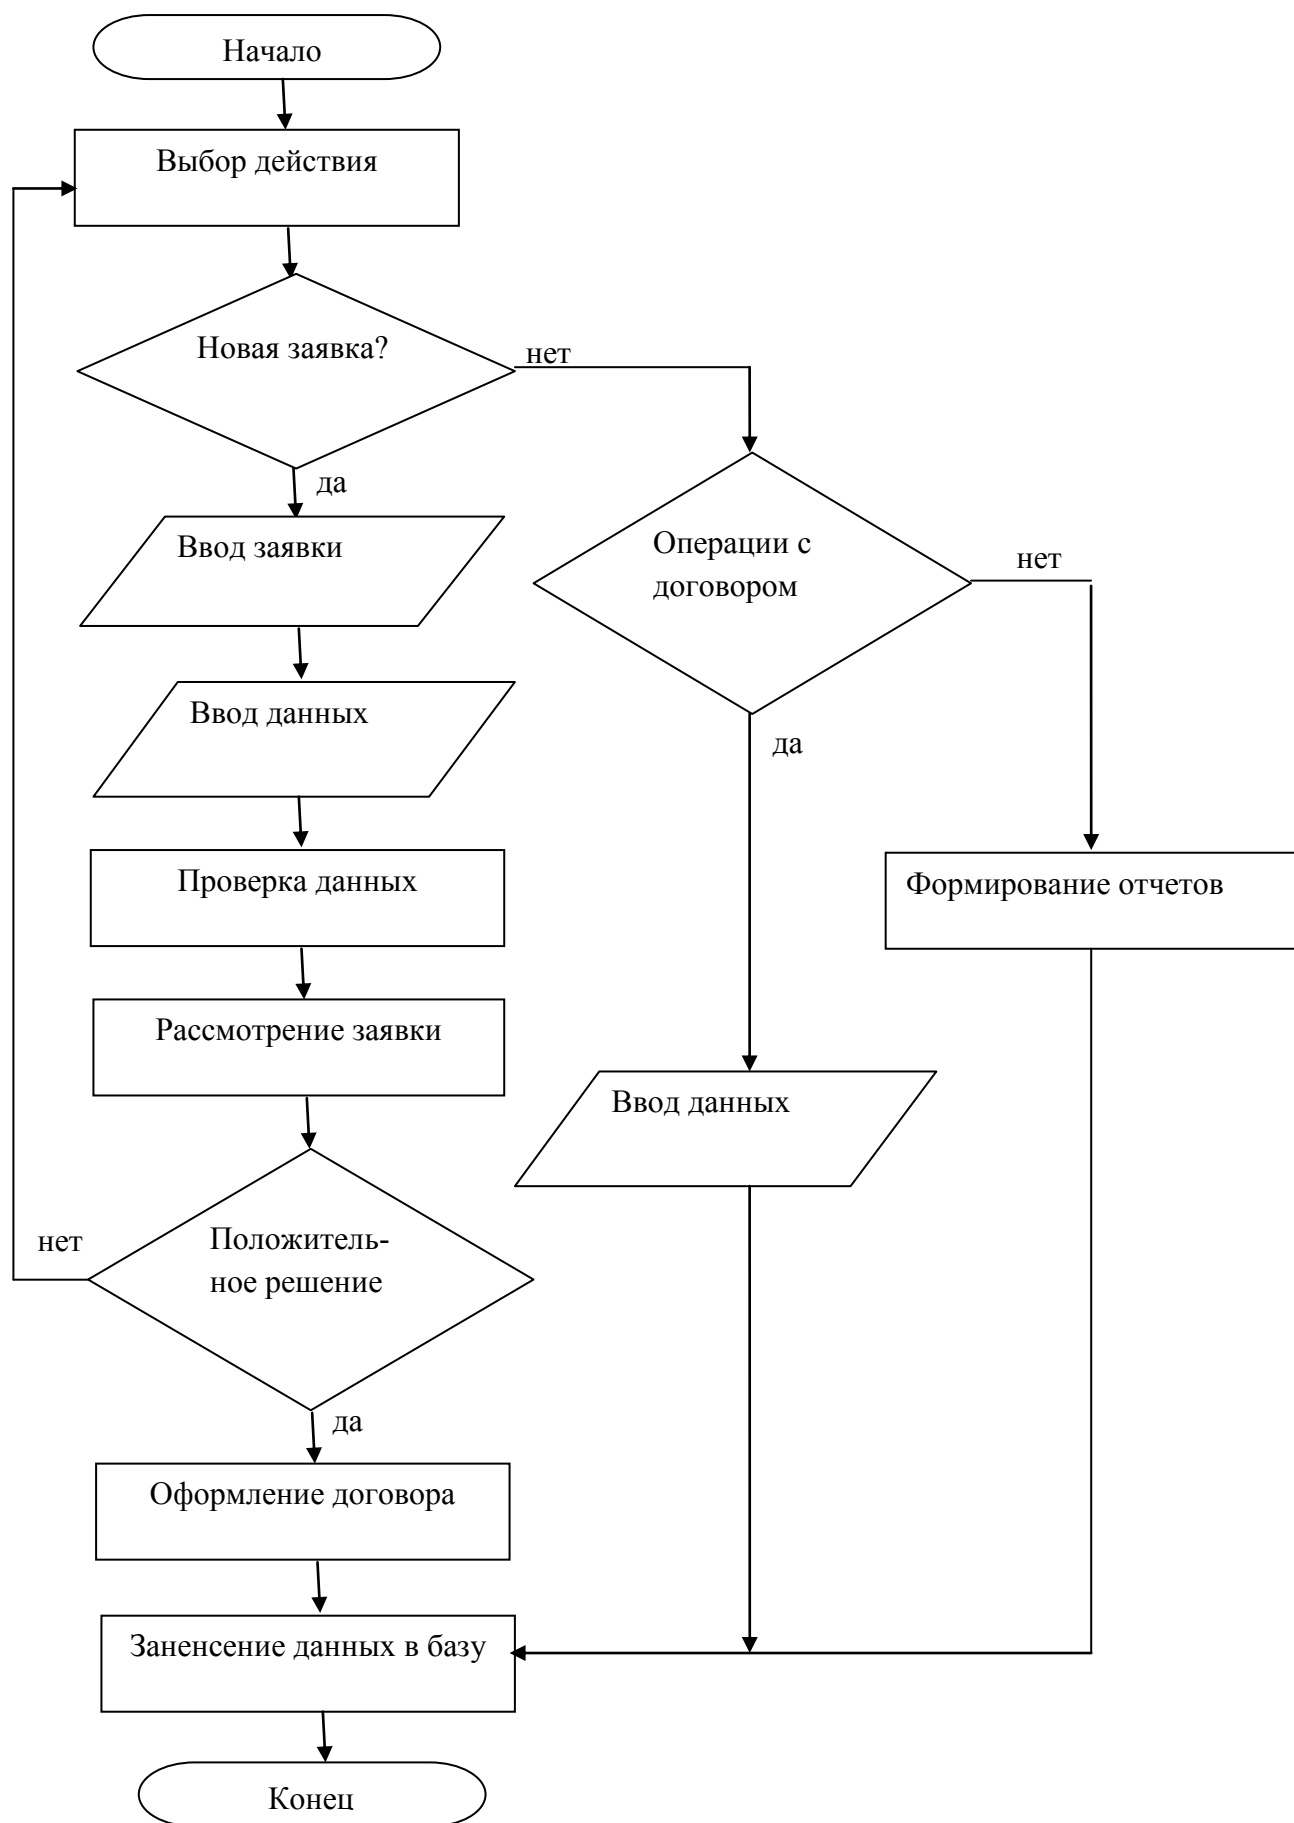 Начало
Выбор действия
Новая заявка?
нет
да
Ввод заявки
Операции с
договором
нет
Ввод данных
да
Проверка данных
Формирование отчетов
Рассмотрение заявки
Ввод данных
нет
Положитель-
ное решение
да
Оформление договора
Заненсение данных в базу
Конец